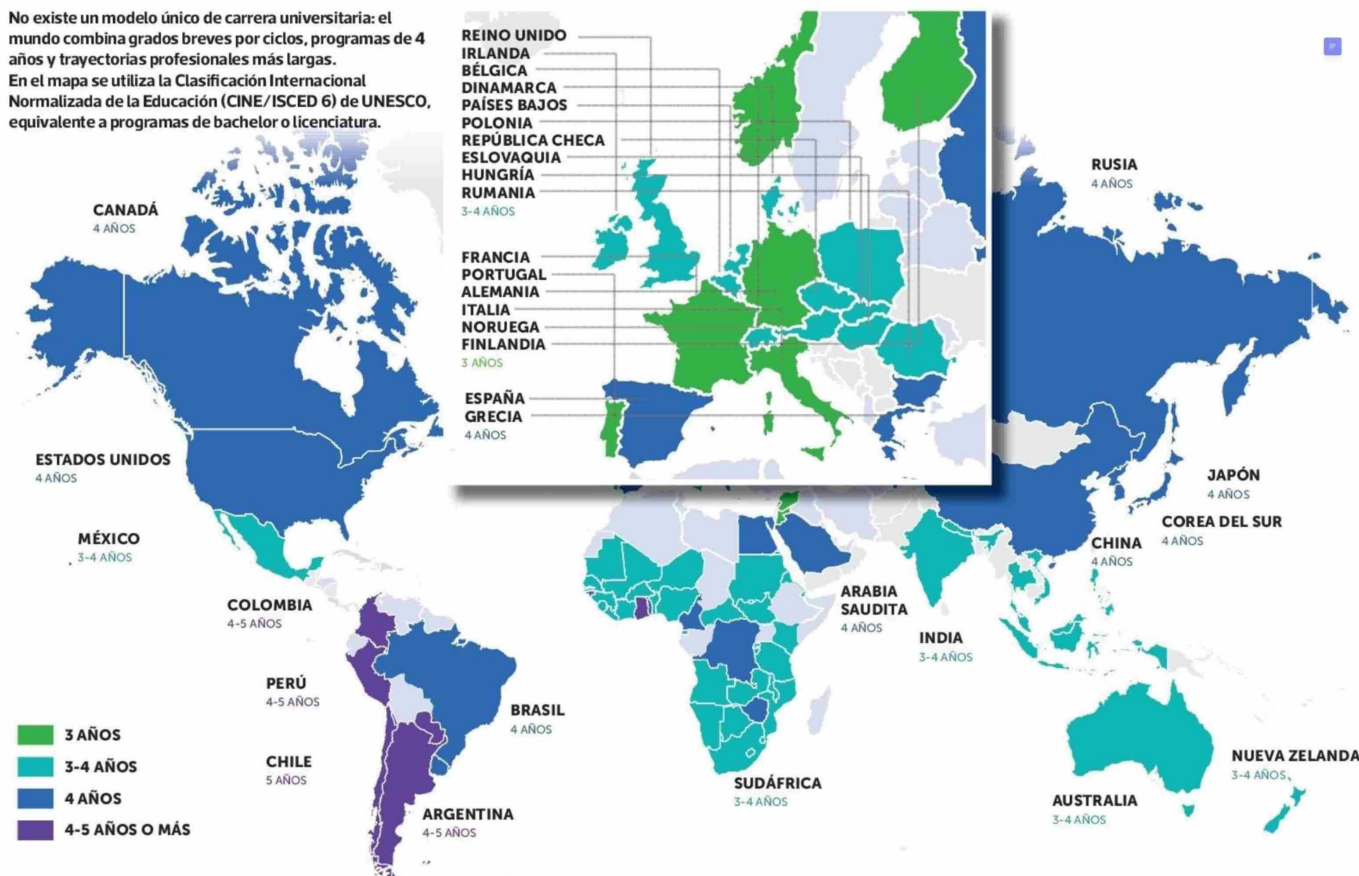 No existe un modelo único de carrera universitaria: el
mundo combina grados breves por ciclos, programas de 4
años y trayectorias profesionales más largas.
En el mapa se utiliza la Clasificación Internacional
Normalizada de la Educación (CINE/ISCED 6) de UNESCO,
equivalente a programas de bachelor o licenciatura.
REINO UNIDO
IRLANDA
BÉLGICA
DINAMARCA
PAÍSES BAJOS
POLONIA
REPÚBLICA CHECA
ESLOVAQUIA
HUNGRÍA
RUMANIA
3-4 AÑOS
FRANCIA
PORTUGAL
ALEMANIA
ITALIA
NORUEGA
FINLANDIA
3 AÑOS
ESPAÑA
GRECIA
4 AÑOS
RUSIA
4 AÑOS
CANADÁ
4 AÑOS
ESTADOS UNIDOS
4 AÑOS
MÉXICO
3-4 AÑOS
JAPÓN
4 AÑOS
COREA DEL SUR
4 AÑOS
CHINA
4 AÑOS
ARABIA
SAUDITA
4 AÑOS
INDIA
3-4 AÑOS
COLOMBIA
4-5 AÑOS
PERÚ
4-5 AÑOS
BRASIL
4 AÑOS
CHILE
5 AÑOS
ARGENTINA
4-5 AÑOS
SUDÁFRICA
3-4 AÑOS
NUEVA ZELANDA
3-4 AÑOS
AUSTRALIA
3-4 AÑOS
3 AÑOS
3-4 AÑOS
4 AÑOS
4-5 AÑOS O MÁS